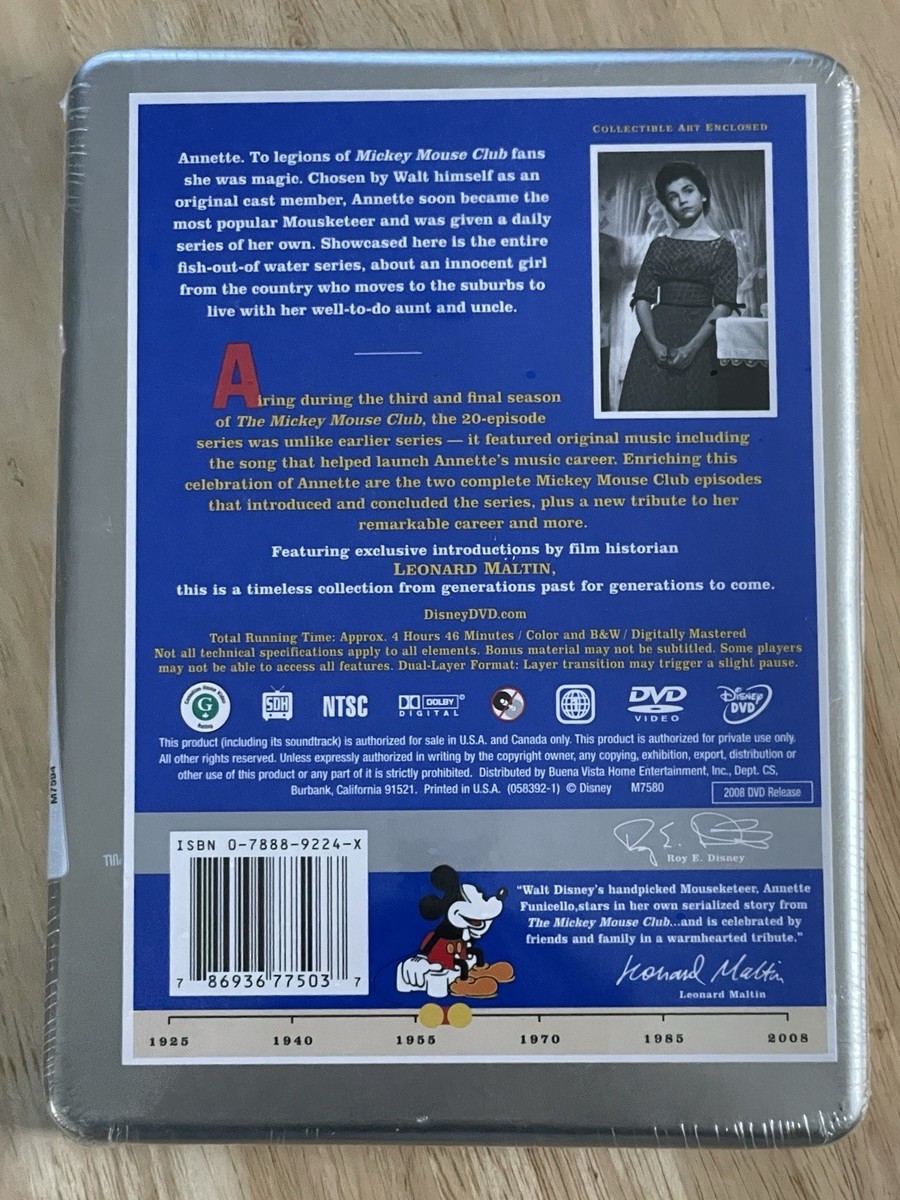 COLLECTIBLE ART ENCLOSED
Annette. To legions of Mickey Mouse Club fans
she was magic. Chosen by Walt himself as an
original cast member, Annette soon became the
most popular Mousketeer and was given a daily
series of her own. Showcased here is the entire
fish-out-of water series, about an innocent girl
from the country who moves to the suburbs to
live with her well-to-do aunt and uncle.
Airing during the third and final season
of The Mickey Mouse Club, the 20-episode
series was unlike earlier series — it featured original music including
the song that helped launch Annette's music career. Enriching this
celebration of Annette are the two complete Mickey Mouse Club episodes
that introduced and concluded the series, plus a new tribute to her
remarkable career and more.
Featuring exclusive introductions by film historian
LEONARD MALTIN,
this is a timeless collection from generations past for generations to come.
DisneyDVD.com
Total Running Time: Approx. 4 Hours 46 Minutes / Color and B&W / Digitally Mastered
Not all technical specifications apply to all elements. Bonus material may not be subtitled. Some players
may not be able to access all features. Dual-Layer Format: Layer transition may trigger a slight pause.
G
SDH
NTSC
DOLBY
DIGITAL
1
DVD
VIDEO
DISNEY
DVD
This product (including its soundtrack) is authorized for sale in U.S.A. and Canada only. This product is authorized for private use only.
All other rights reserved. Unless expressly authorized in writing by the copyright owner, any copying, exhibition, export, distribution or
other use of this product or any part of it is strictly prohibited. Distributed by Buena Vista Home Entertainment, Inc., Dept. CS,
Burbank, California 91521. Printed in U.S.A. (058392-1) © Disney M7580
2008 DVD Release
M7584
Roy E. Disney
Roy E. Disney
ISBN 0-7888-9224-X
7 86936 77503 7
"Walt Disney's handpicked Mouseketeer, Annette
Funicello, stars in her own serialized story from
The Mickey Mouse Club...and is celebrated by
friends and family in a warmhearted tribute."
Leonard Maltin
Leonard Maltin
1925 1940 1955 1970 1985 2008